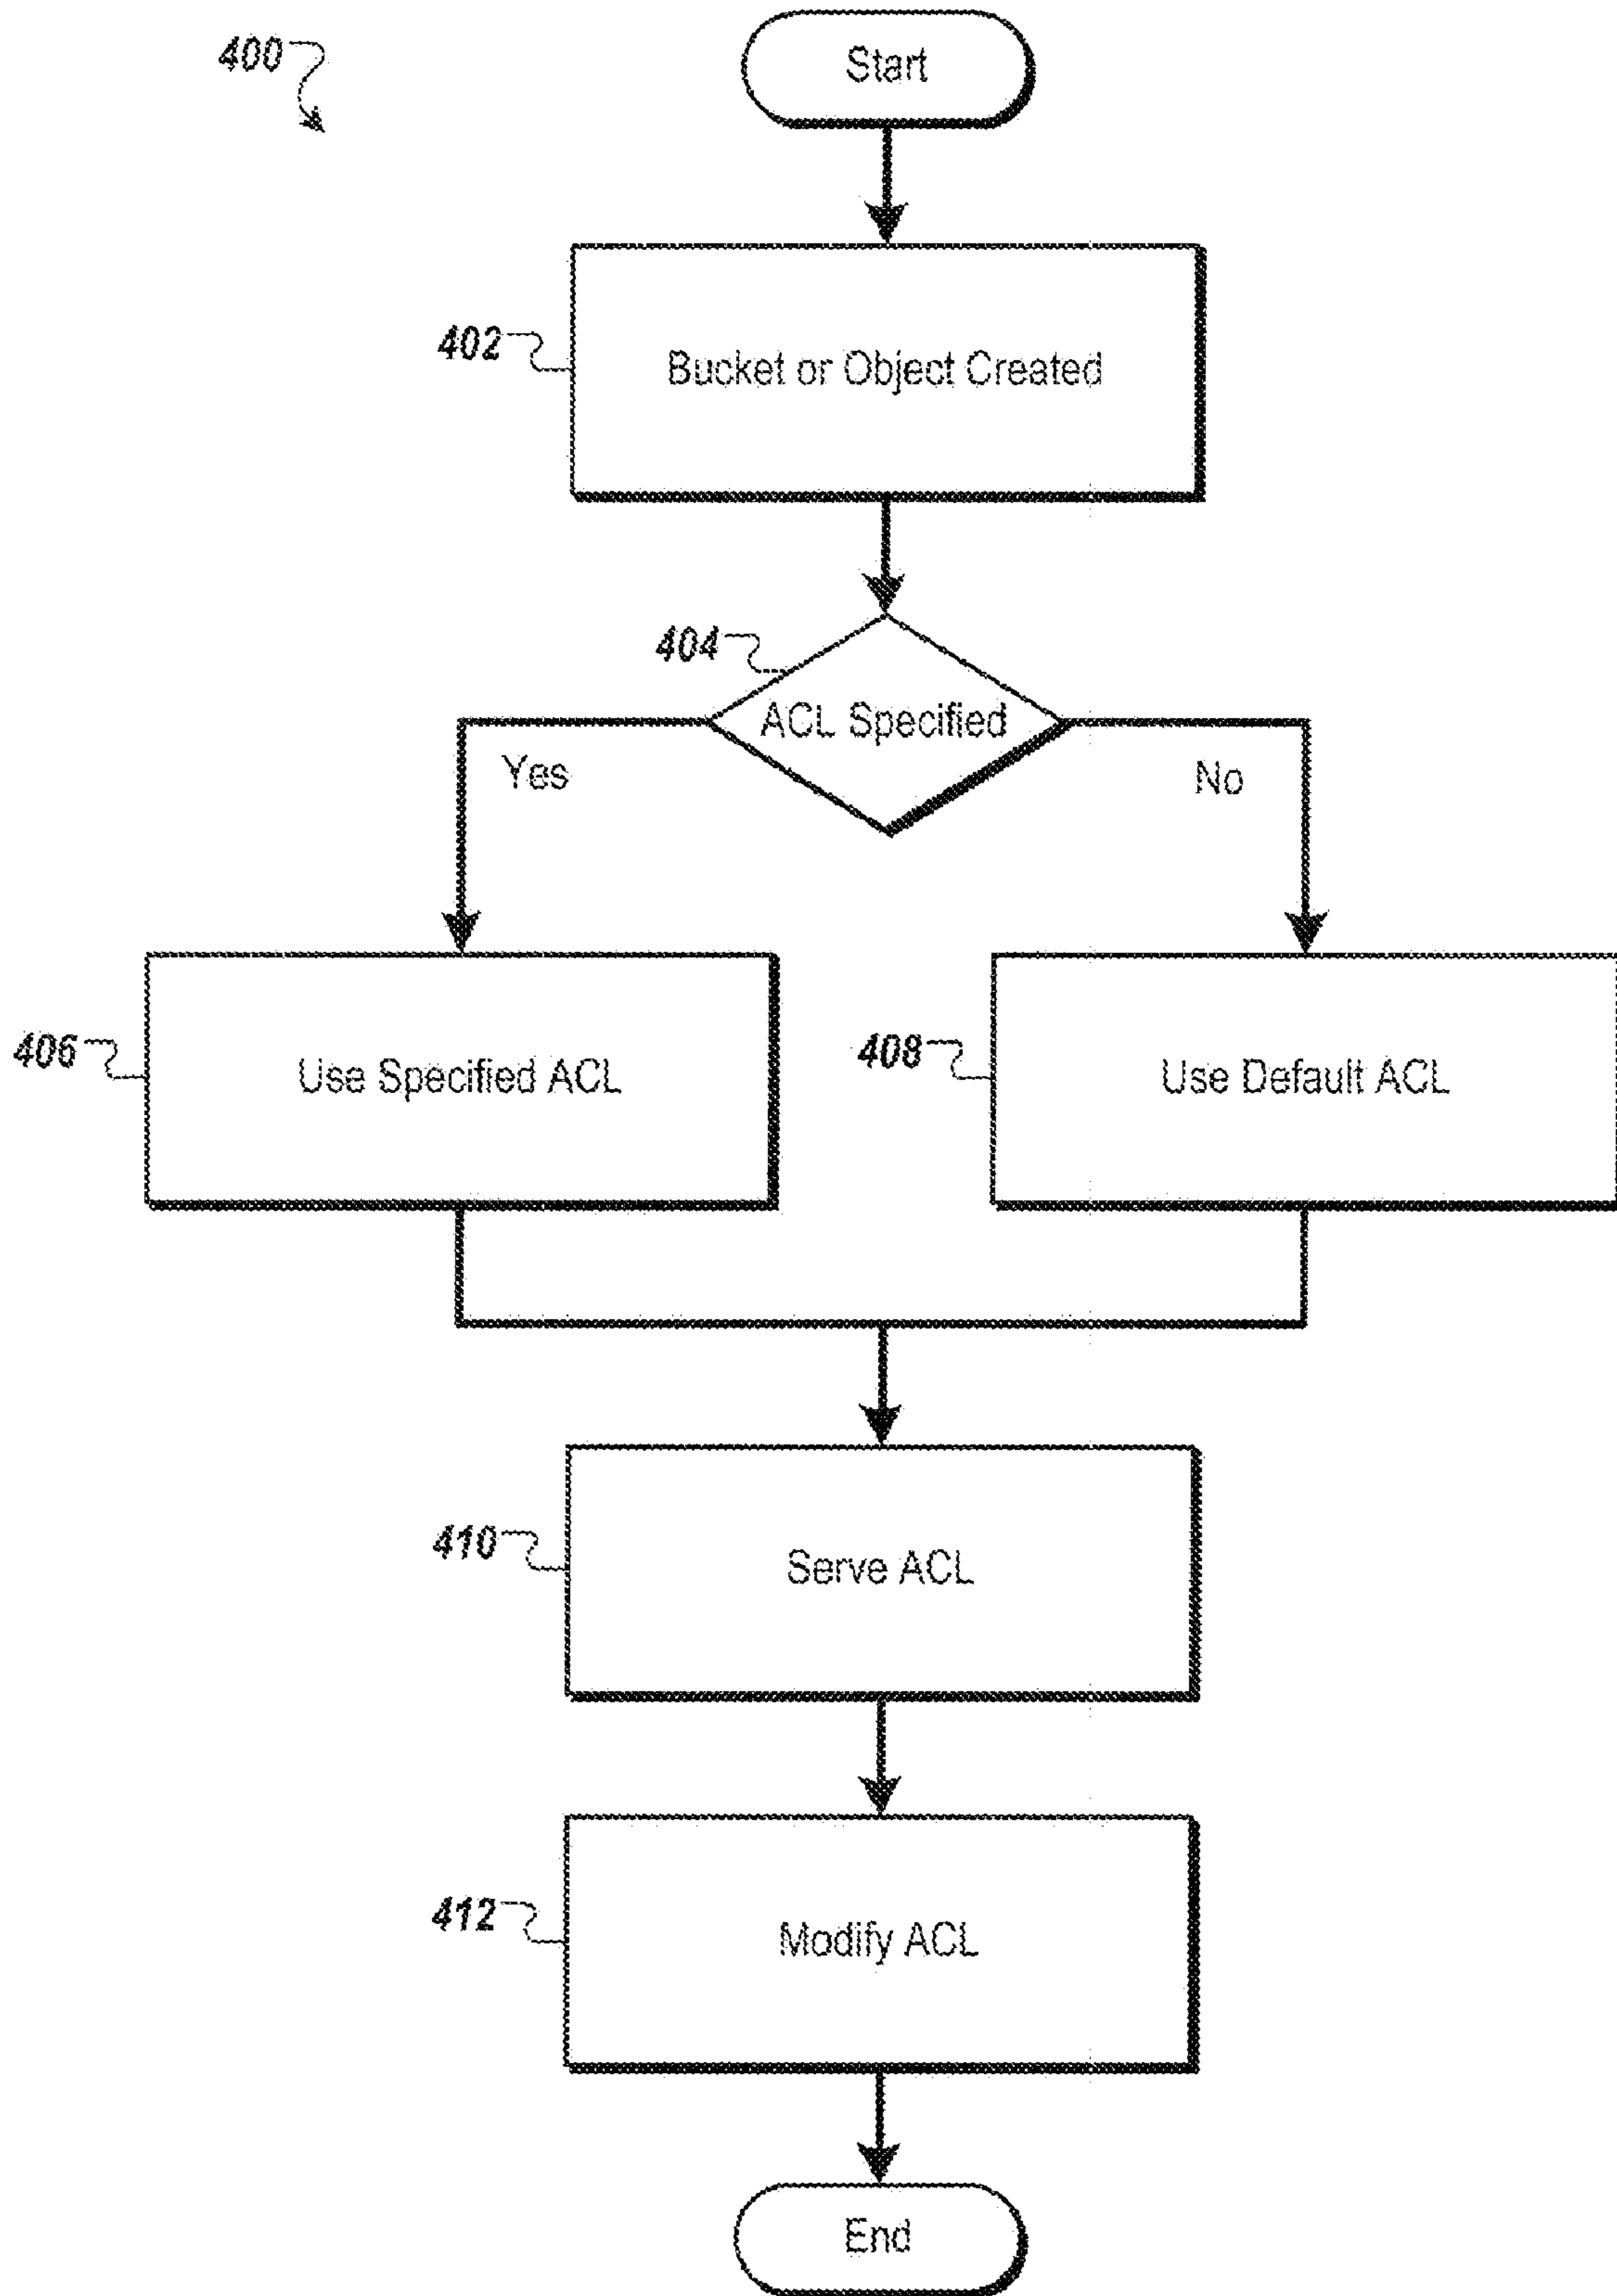 400
Start
402
Bucket or Object Created
404
ACL Specified
Yes
No
406
Use Specified ACL
408
Use Default ACL
410
Serve ACL
412
Modify ACL
End